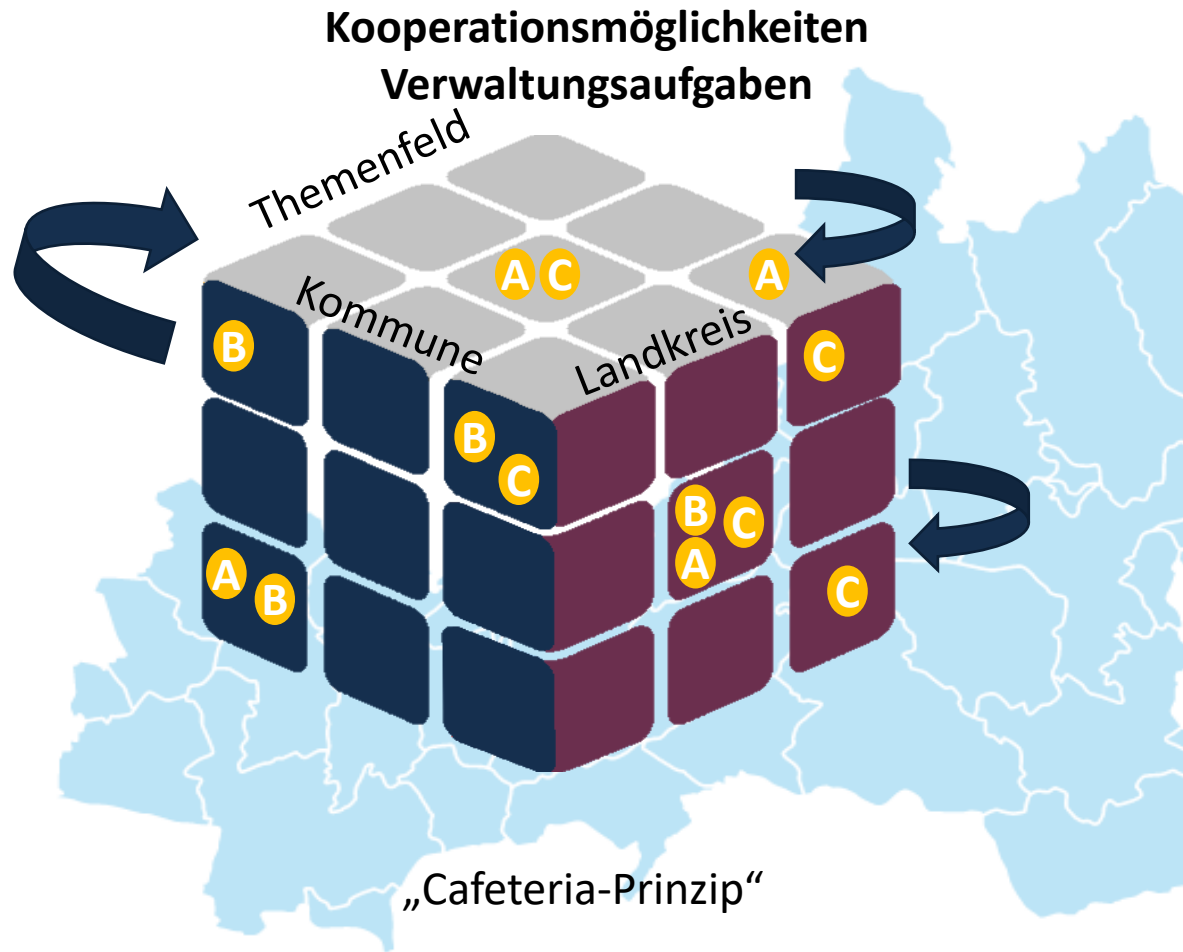 Kooperationsmöglichkeiten
Verwaltungsaufgaben
Themenfeld
A C
A
Kommune
Landkreis
B
C
B
C
B
C
A
A
B
C
„Cafeteria-Prinzip“